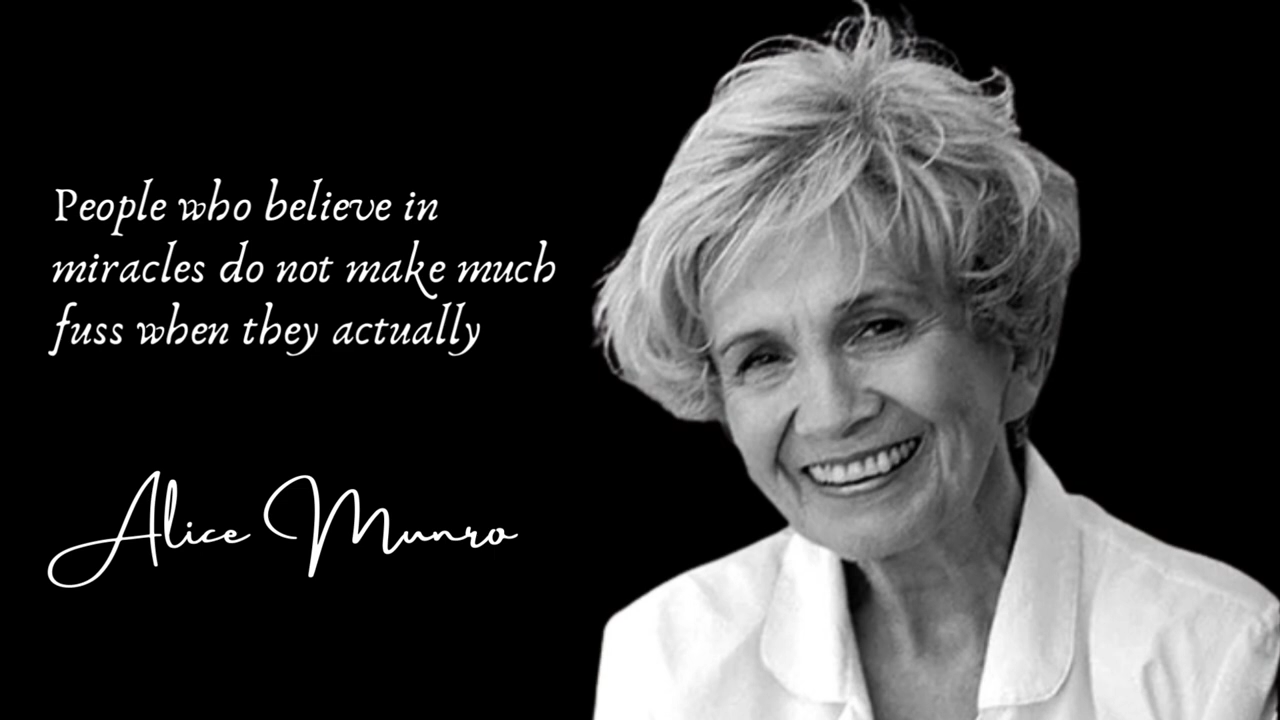 People who believe in
miracles do not make much
fuss when they actually
Alice Munro